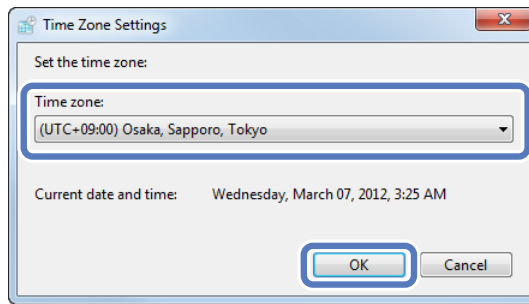 Time Zone Settings
Set the time zone:
Time zone:
(UTC+09:00) Osaka, Sapporo, Tokyo
Current date and time: Wednesday, March 07, 2012, 3:25 AM
OK Cancel